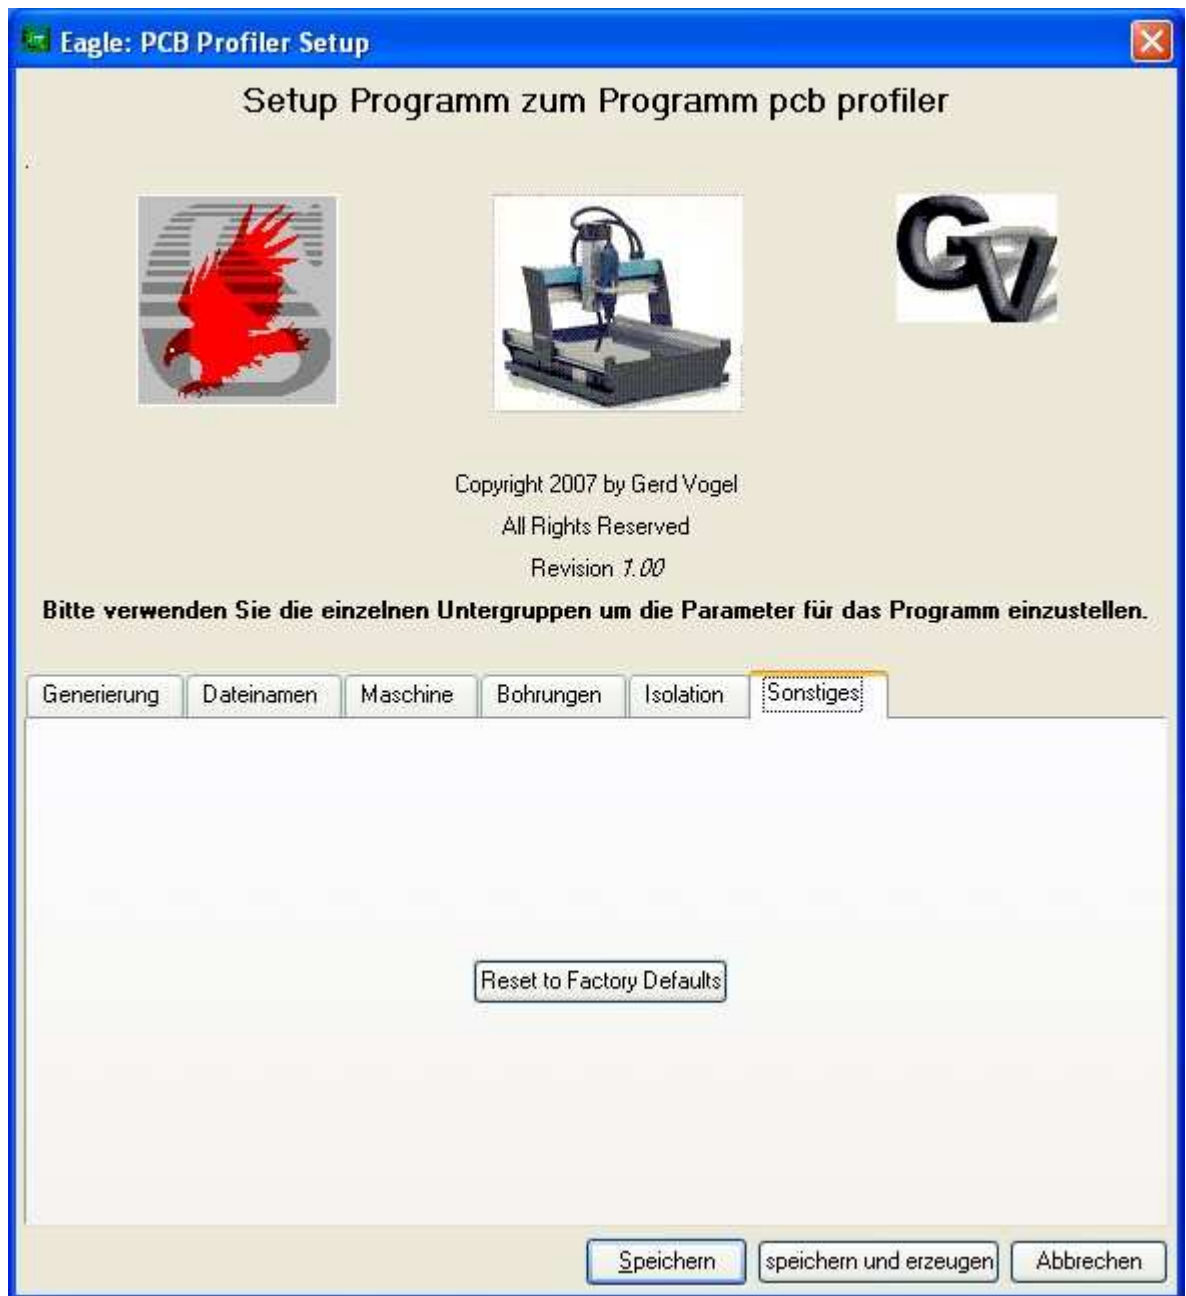 Eagle: PCB Profiler Setup
Setup Programm zum Programm pcb profiler
GV
Copyright 2007 by Gerd Vogel
All Rights Reserved
Revision 1.00
Bitte verwenden Sie die einzelnen Untergruppen um die Parameter für das Programm einzustellen.
Generierung Dateinamen Maschine Bohrungen Isolation Sonstiges
Reset to Factory Defaults
Speichern speichern und erzeugen Abbrechen